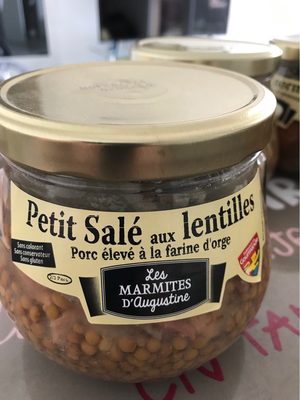 Petit Salé aux lentilles
Porc élevé à la farine d'orge
Sans colorant
Sans conservateur
Sans gluten
Les
MARMITES
D'Augustine